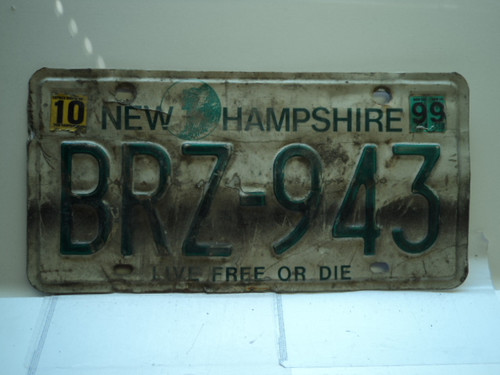 10 NEW HAMPSHIRE 99
BRZ-943
LIVE FREE OR DIE